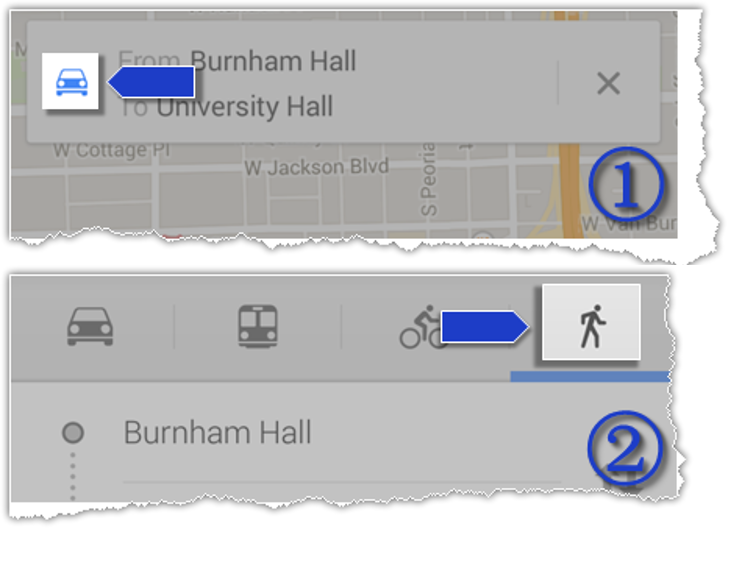 From Burnham Hall
To University Hall
W Cottage Pl
W Jackson Blvd
S Peoria
W Van Bur
1
Burnham Hall
2